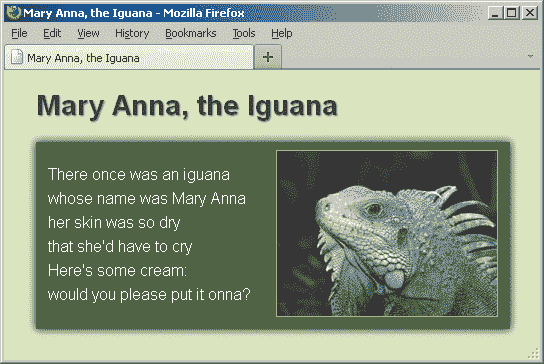 Mary Anna, the Iguana - Mozilla Firefox
File Edit View History Bookmarks Tools Help
Mary Anna, the Iguana
Mary Anna, the Iguana
There once was an iguana
whose name was Mary Anna
her skin was so dry
that she'd have to cry
Here's some cream:
would you please put it onna?